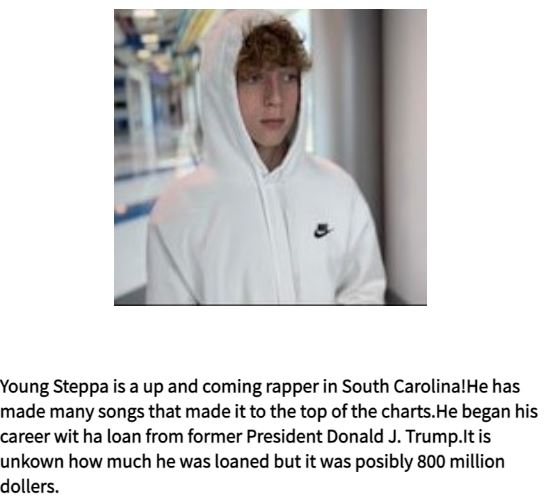 Young Steppa is a up and coming rapper in South Carolina!He has
made many songs that made it to the top of the charts.He began his
career wit ha loan from former President Donald J. Trump.It is
unkown how much he was loaned but it was posibly 800 million
dollers.